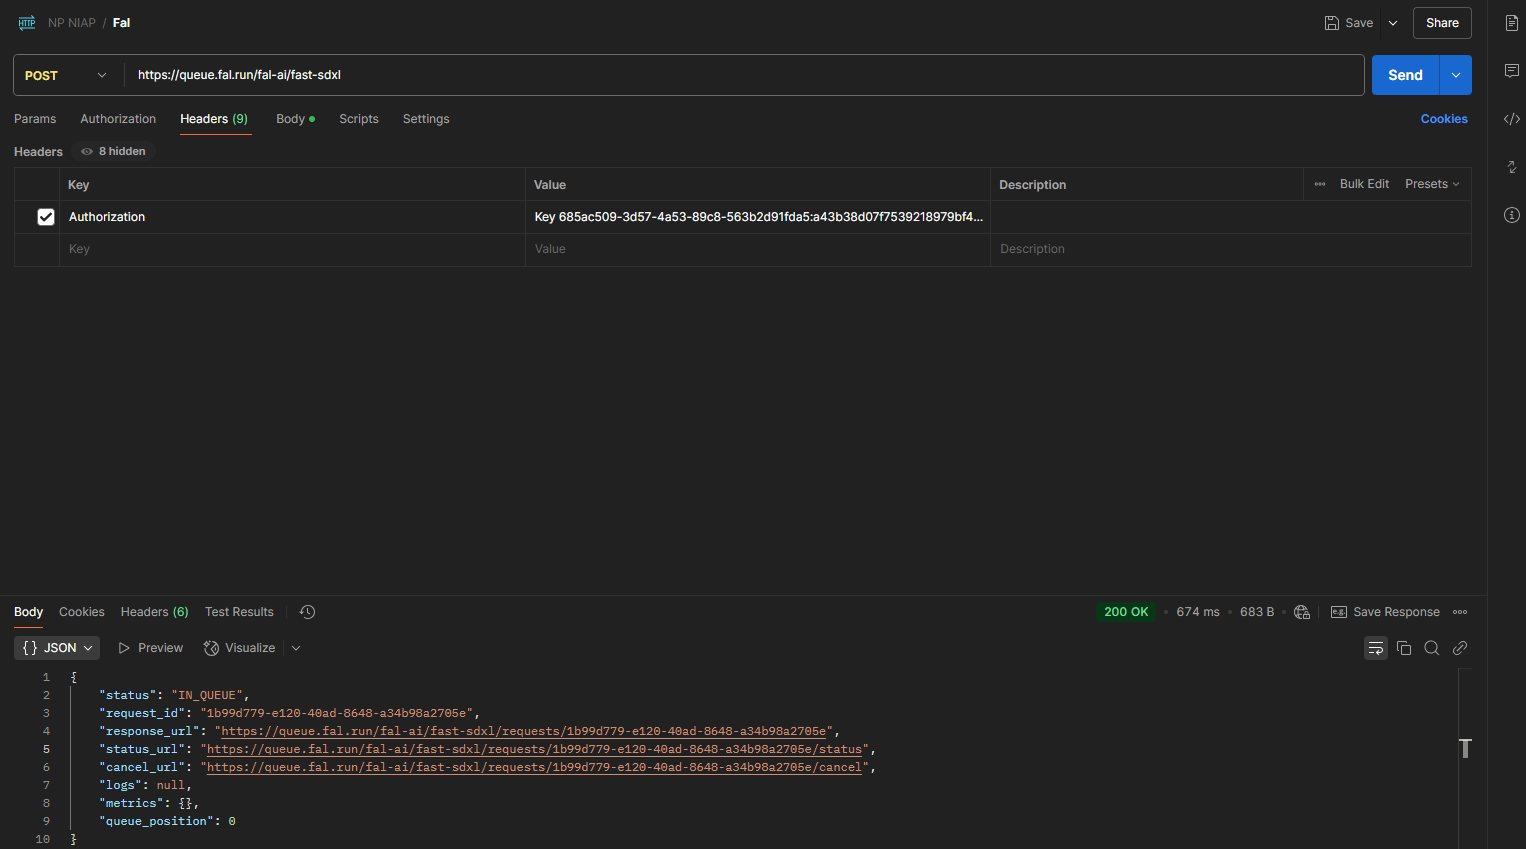 HTTP NP NIAP / Fal Save Share
POST https://queue.fal.run/fal-ai/fast-sdxl Send
Params Authorization Headers (9) Body Scripts Settings Cookies
Headers 8 hidden
Key Value Description Bulk Edit Presets
Authorization Key 685ac509-3d57-4a53-89c8-563b2d91fda5:a43b38d07f7539218979bf4...
Key Value Description
Body Cookies Headers (6) Test Results 200 OK • 674 ms • 683 B • e.g. Save Response
{} JSON Preview Visualize
1 {
2 "status": "IN_QUEUE",
3 "request_id": "1b99d779-e120-40ad-8648-a34b98a2705e",
4 "response_url": "https://queue.fal.run/fal-ai/fast-sdxl/requests/1b99d779-e120-40ad-8648-a34b98a2705e",
5 "status_url": "https://queue.fal.run/fal-ai/fast-sdxl/requests/1b99d779-e120-40ad-8648-a34b98a2705e/status",
6 "cancel_url": "https://queue.fal.run/fal-ai/fast-sdxl/requests/1b99d779-e120-40ad-8648-a34b98a2705e/cancel",
7 "logs": null,
8 "metrics": {},
9 "queue_position": 0
10 }